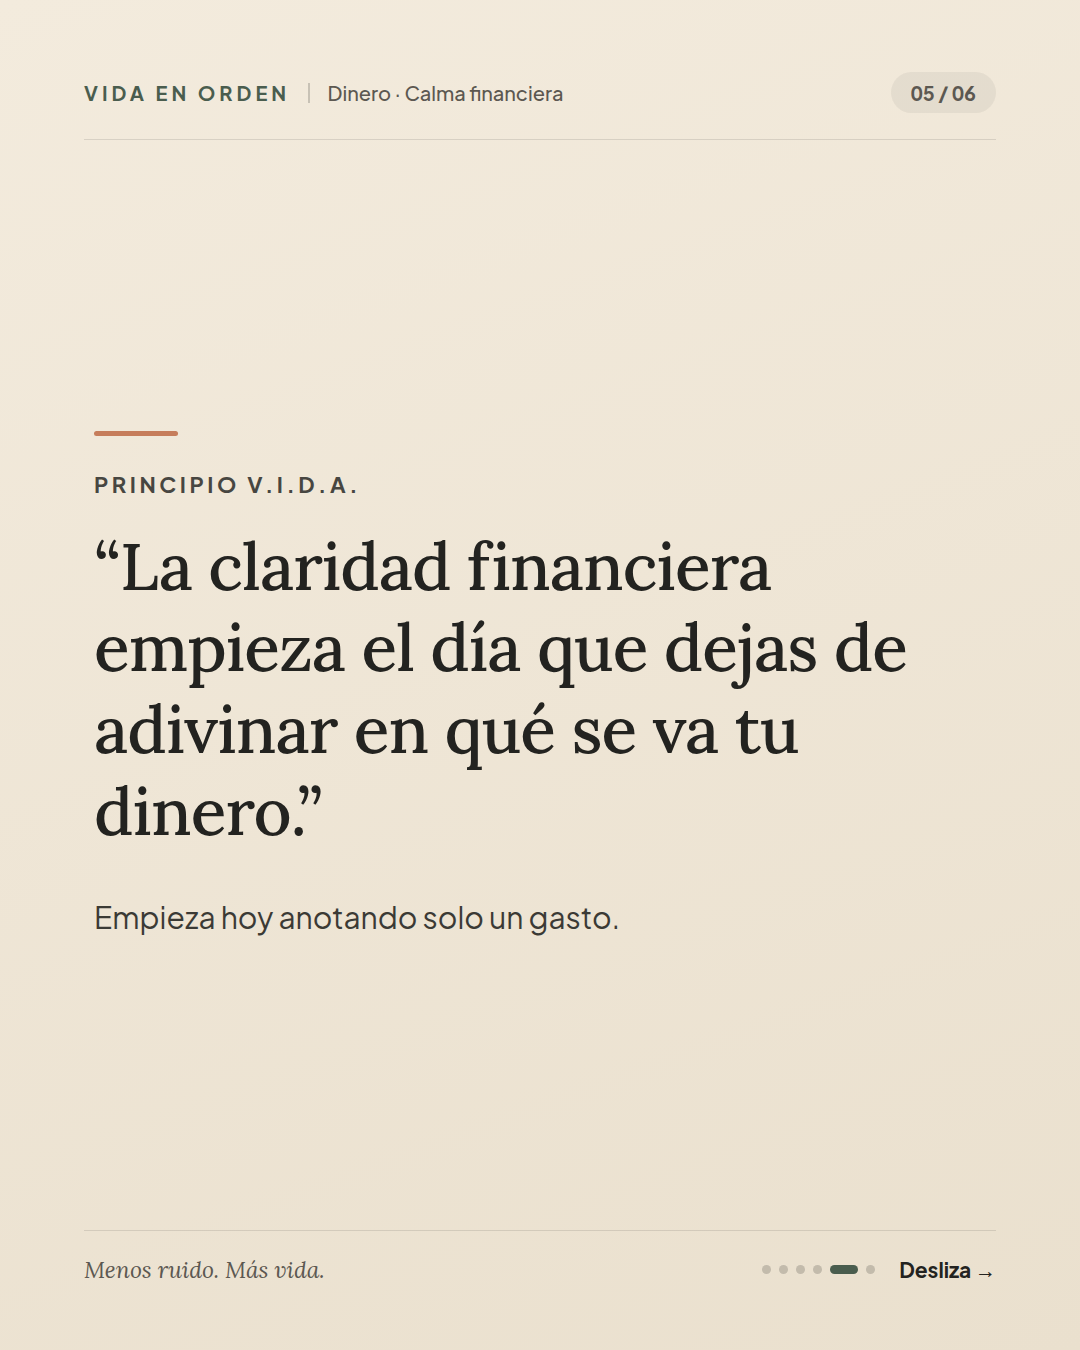 VIDA EN ORDEN | Dinero · Calma financiera
05 / 06
PRINCIPIO V.I.D.A.
“La claridad financiera
empieza el día que dejas de
adivinar en qué se va tu
dinero.”
Empieza hoy anotando solo un gasto.
Menos ruido. Más vida.
Desliza →